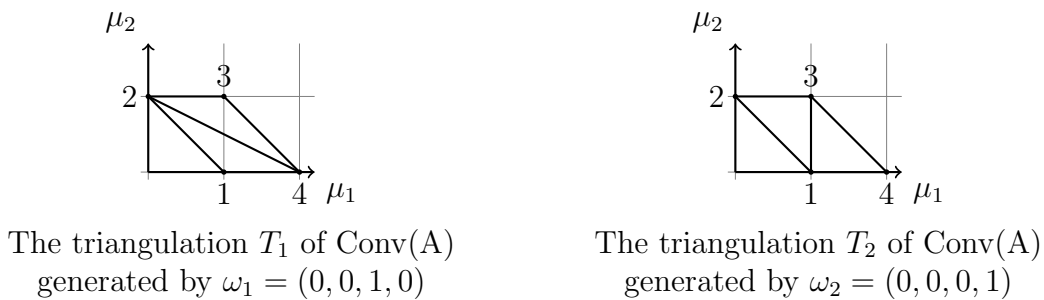 μ₂
3
2
1
4
μ₁
The triangulation T₁ of Conv(A)
generated by ω₁ = (0, 0, 1, 0)
μ₂
3
2
1
4
μ₁
The triangulation T₂ of Conv(A)
generated by ω₂ = (0, 0, 0, 1)